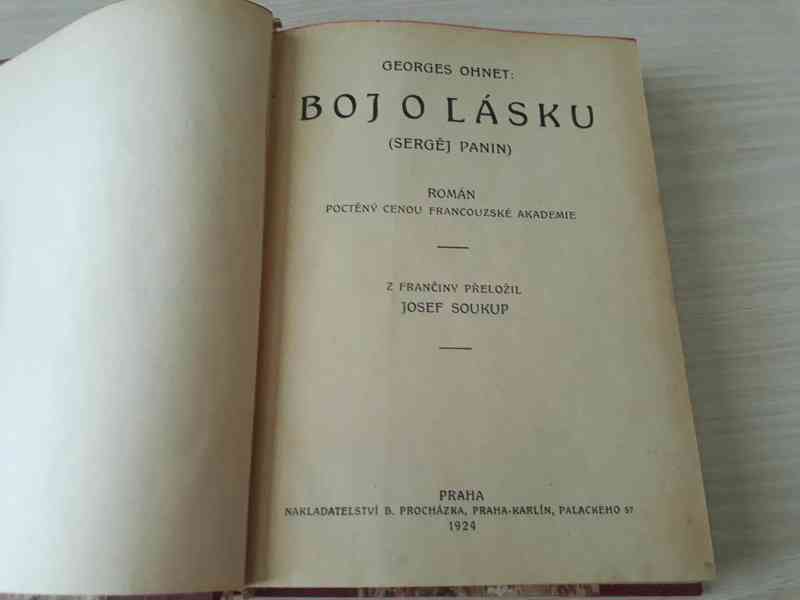 GEORGES OHNET:
BOJ O LÁSKU
(SERGĚJ PANIN)
ROMÁN
POCTĚNÝ CENOU FRANCOUZSKÉ AKADEMIE
Z FRANČINY PŘELOŽIL
JOSEF SOUKUP
PRAHA
NAKLADATELSTVÍ B. PROCHÁZKA, PRAHA-KARLÍN, PALACKÉHO 57
1924